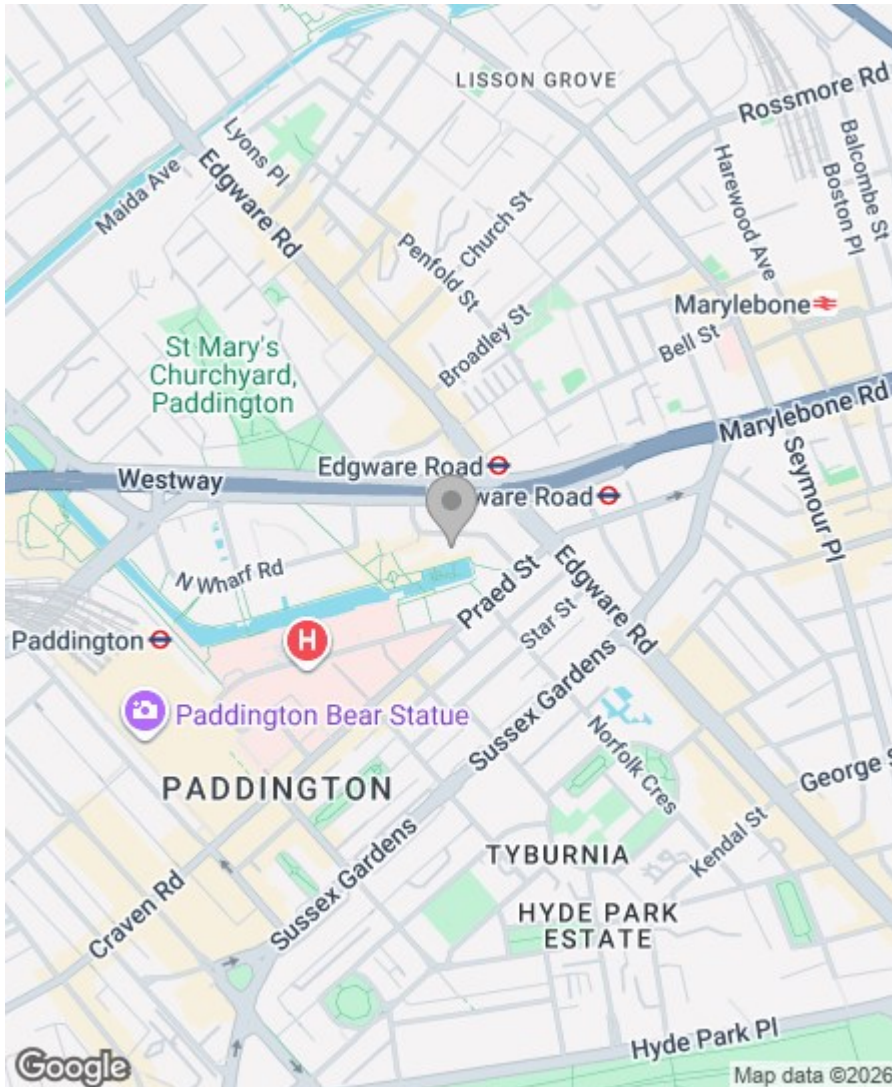 LISSON GROVE
Rossmore Rd
Lyons Pl
Edgware Rd
Maida Ave
Church St
Penfold St
Harewood Ave
Balcombe St
Boston Pl
Marylebone
Broadley St
Bell St
St Mary's
Churchyard,
Paddington
Marylebone Rd
Edgware Road
Westway
ware Road
Seymour Pl
N Wharf Rd
Praed St
Edgware Rd
Star St
Paddington
H
Paddington Bear Statue
Sussex Gardens
Norfolk Cres
PADDINGTON
George S
Kendal St
TYBURNIA
HYDE PARK
ESTATE
Craven Rd
Sussex Gardens
Hyde Park Pl
Google
Map data ©2026